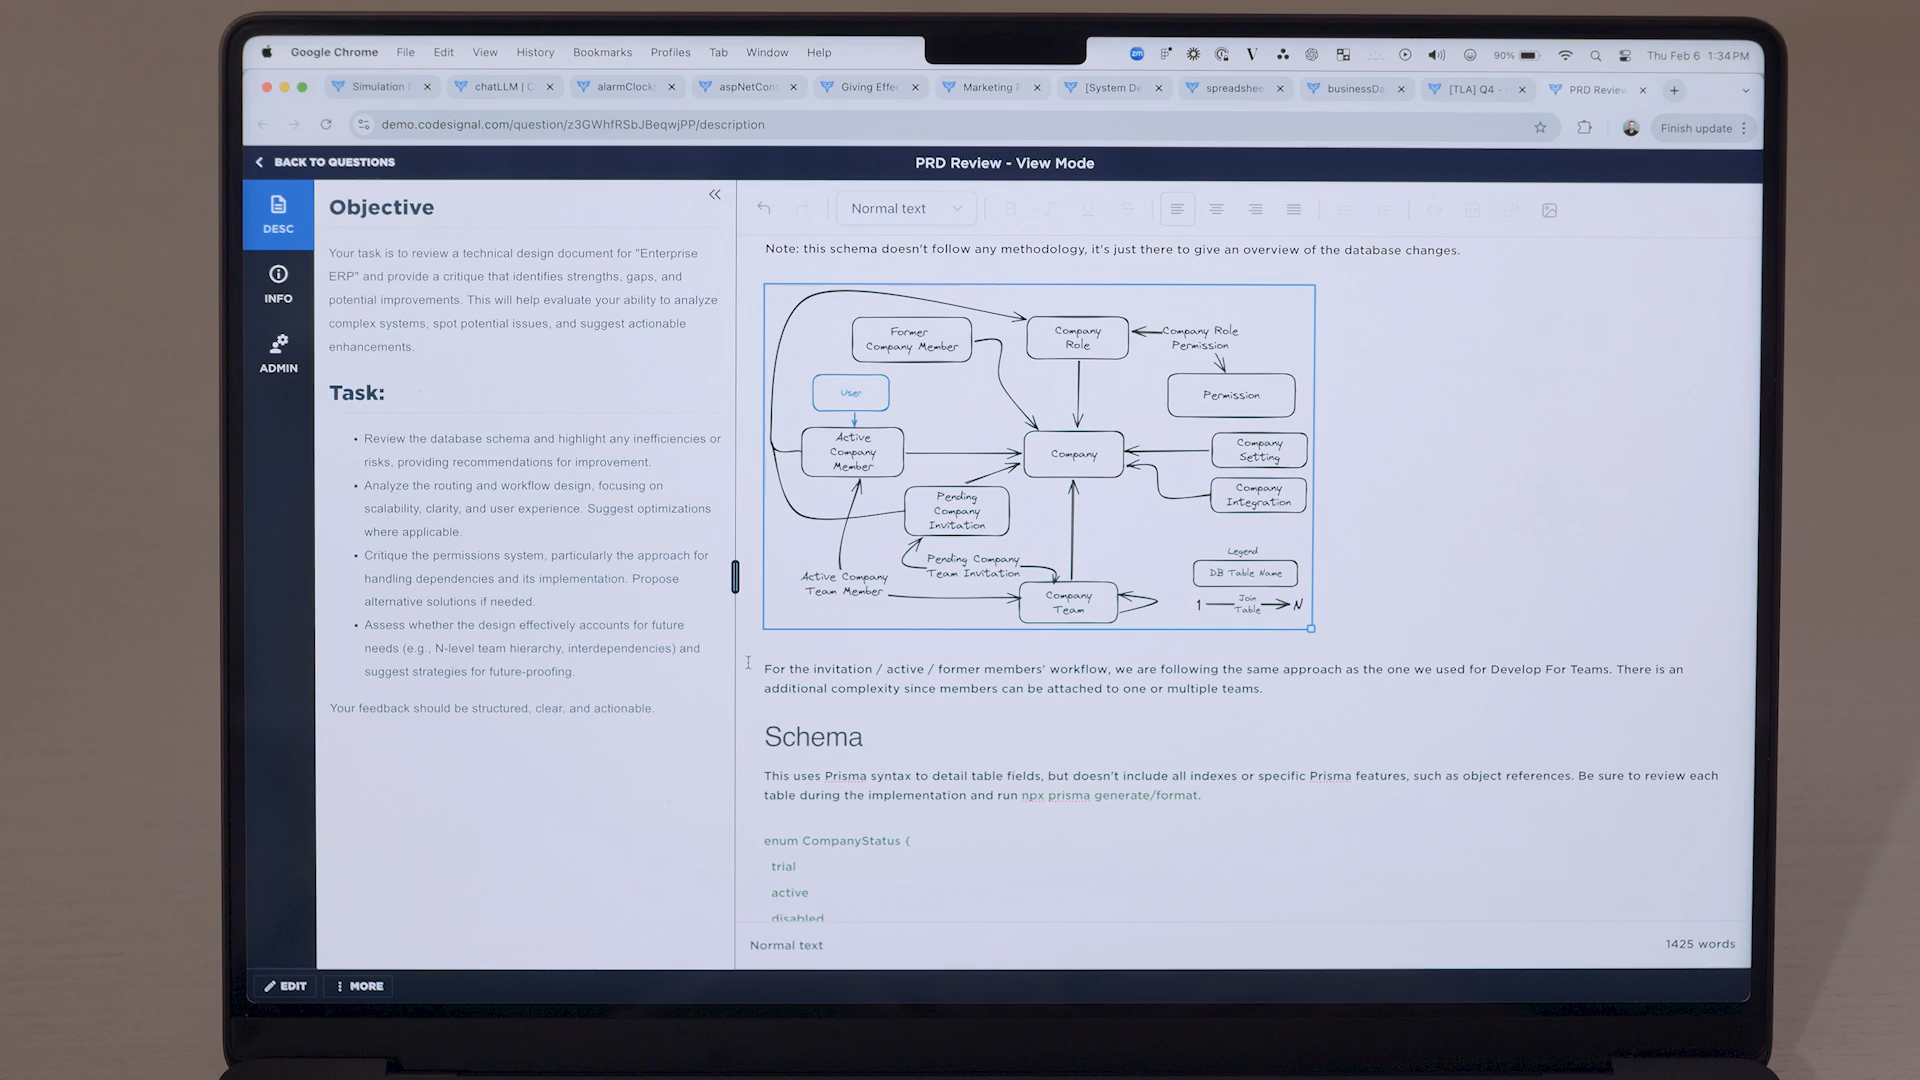 Google Chrome File Edit View History Bookmarks Profiles Tab Window Help
zm V 90% Thu Feb 6 1:34 PM
Simulation chatLLM | C alarmClock aspNetCon Giving Effec Marketing [System De spreadshee businessDa [TLA] Q4 - PRD Review
demo.codesignal.com/question/z3GWhfRSbJBeqwjPP/description
Finish update
BACK TO QUESTIONS
PRD Review - View Mode
DESC
INFO
ADMIN
Objective
Your task is to review a technical design document for "Enterprise
ERP" and provide a critique that identifies strengths, gaps, and
potential improvements. This will help evaluate your ability to analyze
complex systems, spot potential issues, and suggest actionable
enhancements.
Task:
• Review the database schema and highlight any inefficiencies or
risks, providing recommendations for improvement.
• Analyze the routing and workflow design, focusing on
scalability, clarity, and user experience. Suggest optimizations
where applicable.
• Critique the permissions system, particularly the approach for
handling dependencies and its implementation. Propose
alternative solutions if needed.
• Assess whether the design effectively accounts for future
needs (e.g., N-level team hierarchy, interdependencies) and
suggest strategies for future-proofing.
Your feedback should be structured, clear, and actionable.
EDIT
MORE
Normal text
B I U S
Note: this schema doesn't follow any methodology, it's just there to give an overview of the database changes.
Former
Company Member
Company
Role
Company Role
Permission
User
Permission
Active
Company
Member
Company
Company
Setting
Pending
Company
Invitation
Company
Integration
Pending Company
Team Invitation
Active Company
Team Member
Company
Team
Legend
DB Table Name
1 Join Table N
For the invitation / active / former members' workflow, we are following the same approach as the one we used for Develop For Teams. There is an
additional complexity since members can be attached to one or multiple teams.
Schema
This uses Prisma syntax to detail table fields, but doesn't include all indexes or specific Prisma features, such as object references. Be sure to review each
table during the implementation and run npx prisma generate/format.
enum CompanyStatus {
trial
active
disabled
Normal text
1425 words